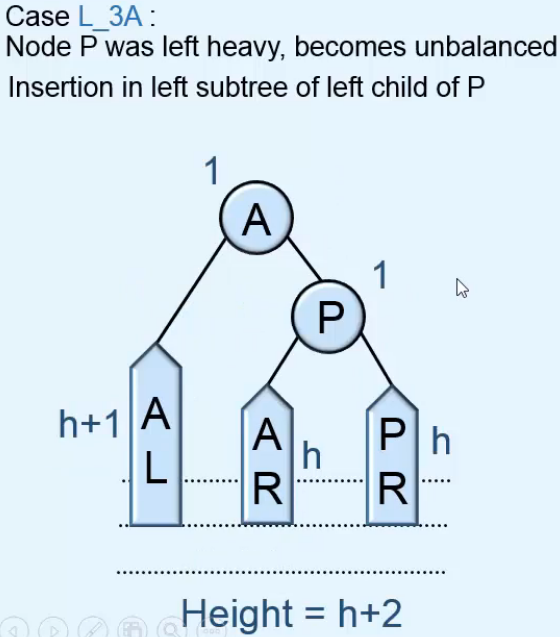 Case L_3A :
Node P was left heavy, becomes unbalanced
Insertion in left subtree of left child of P
1
A
1
P
h+1
A
L
A
R
h
P
R
h
Height = h+2